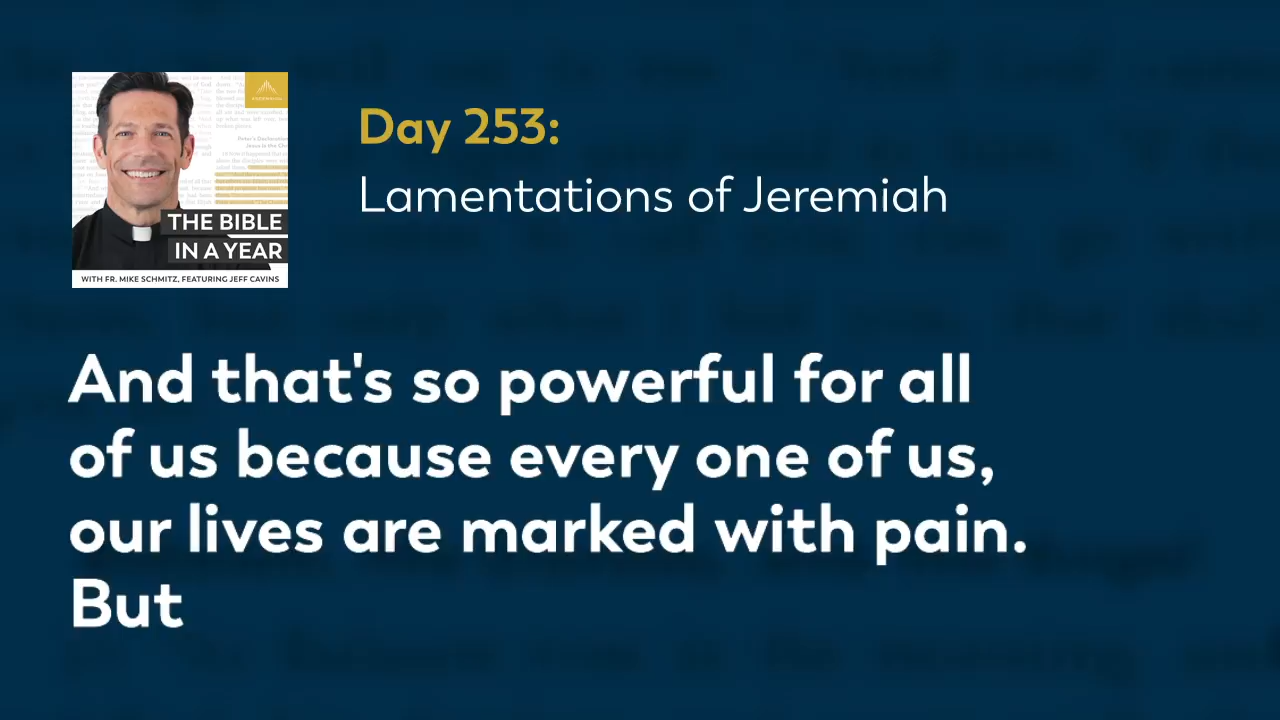 Day 253:
Lamentations of Jeremiah
THE BIBLE
IN A YEAR
WITH FR. MIKE SCHMITZ, FEATURING JEFF CAVINS
And that's so powerful for all
of us because every one of us,
our lives are marked with pain.
But